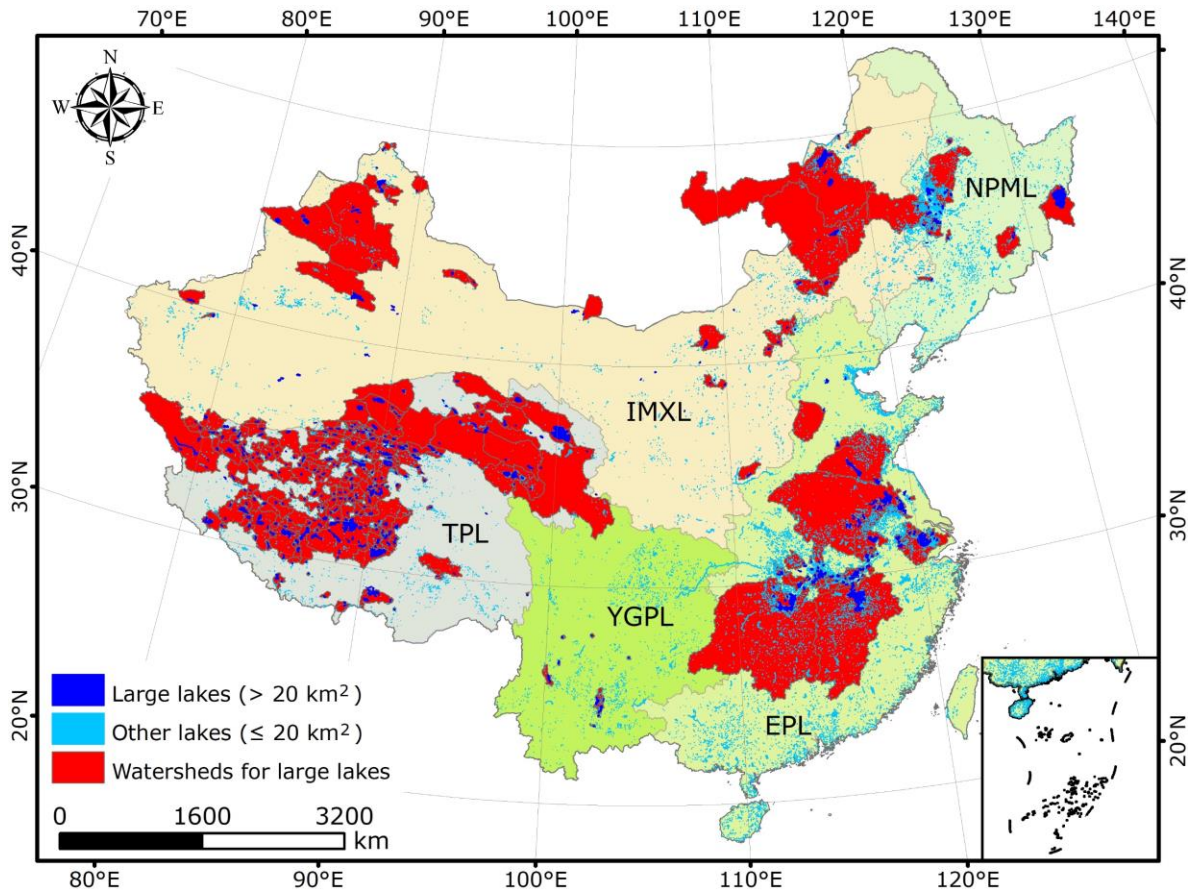 70°E 80°E 90°E 100°E 110°E 120°E 130°E 140°E
N
W E
S
NPML
40°N 40°N
IMXL
30°N 30°N
TPL
YGPL
EPL
20°N 20°N
Large lakes (> 20 km²)
Other lakes (≤ 20 km²)
Watersheds for large lakes
0 1600 3200
km
80°E 90°E 100°E 110°E 120°E